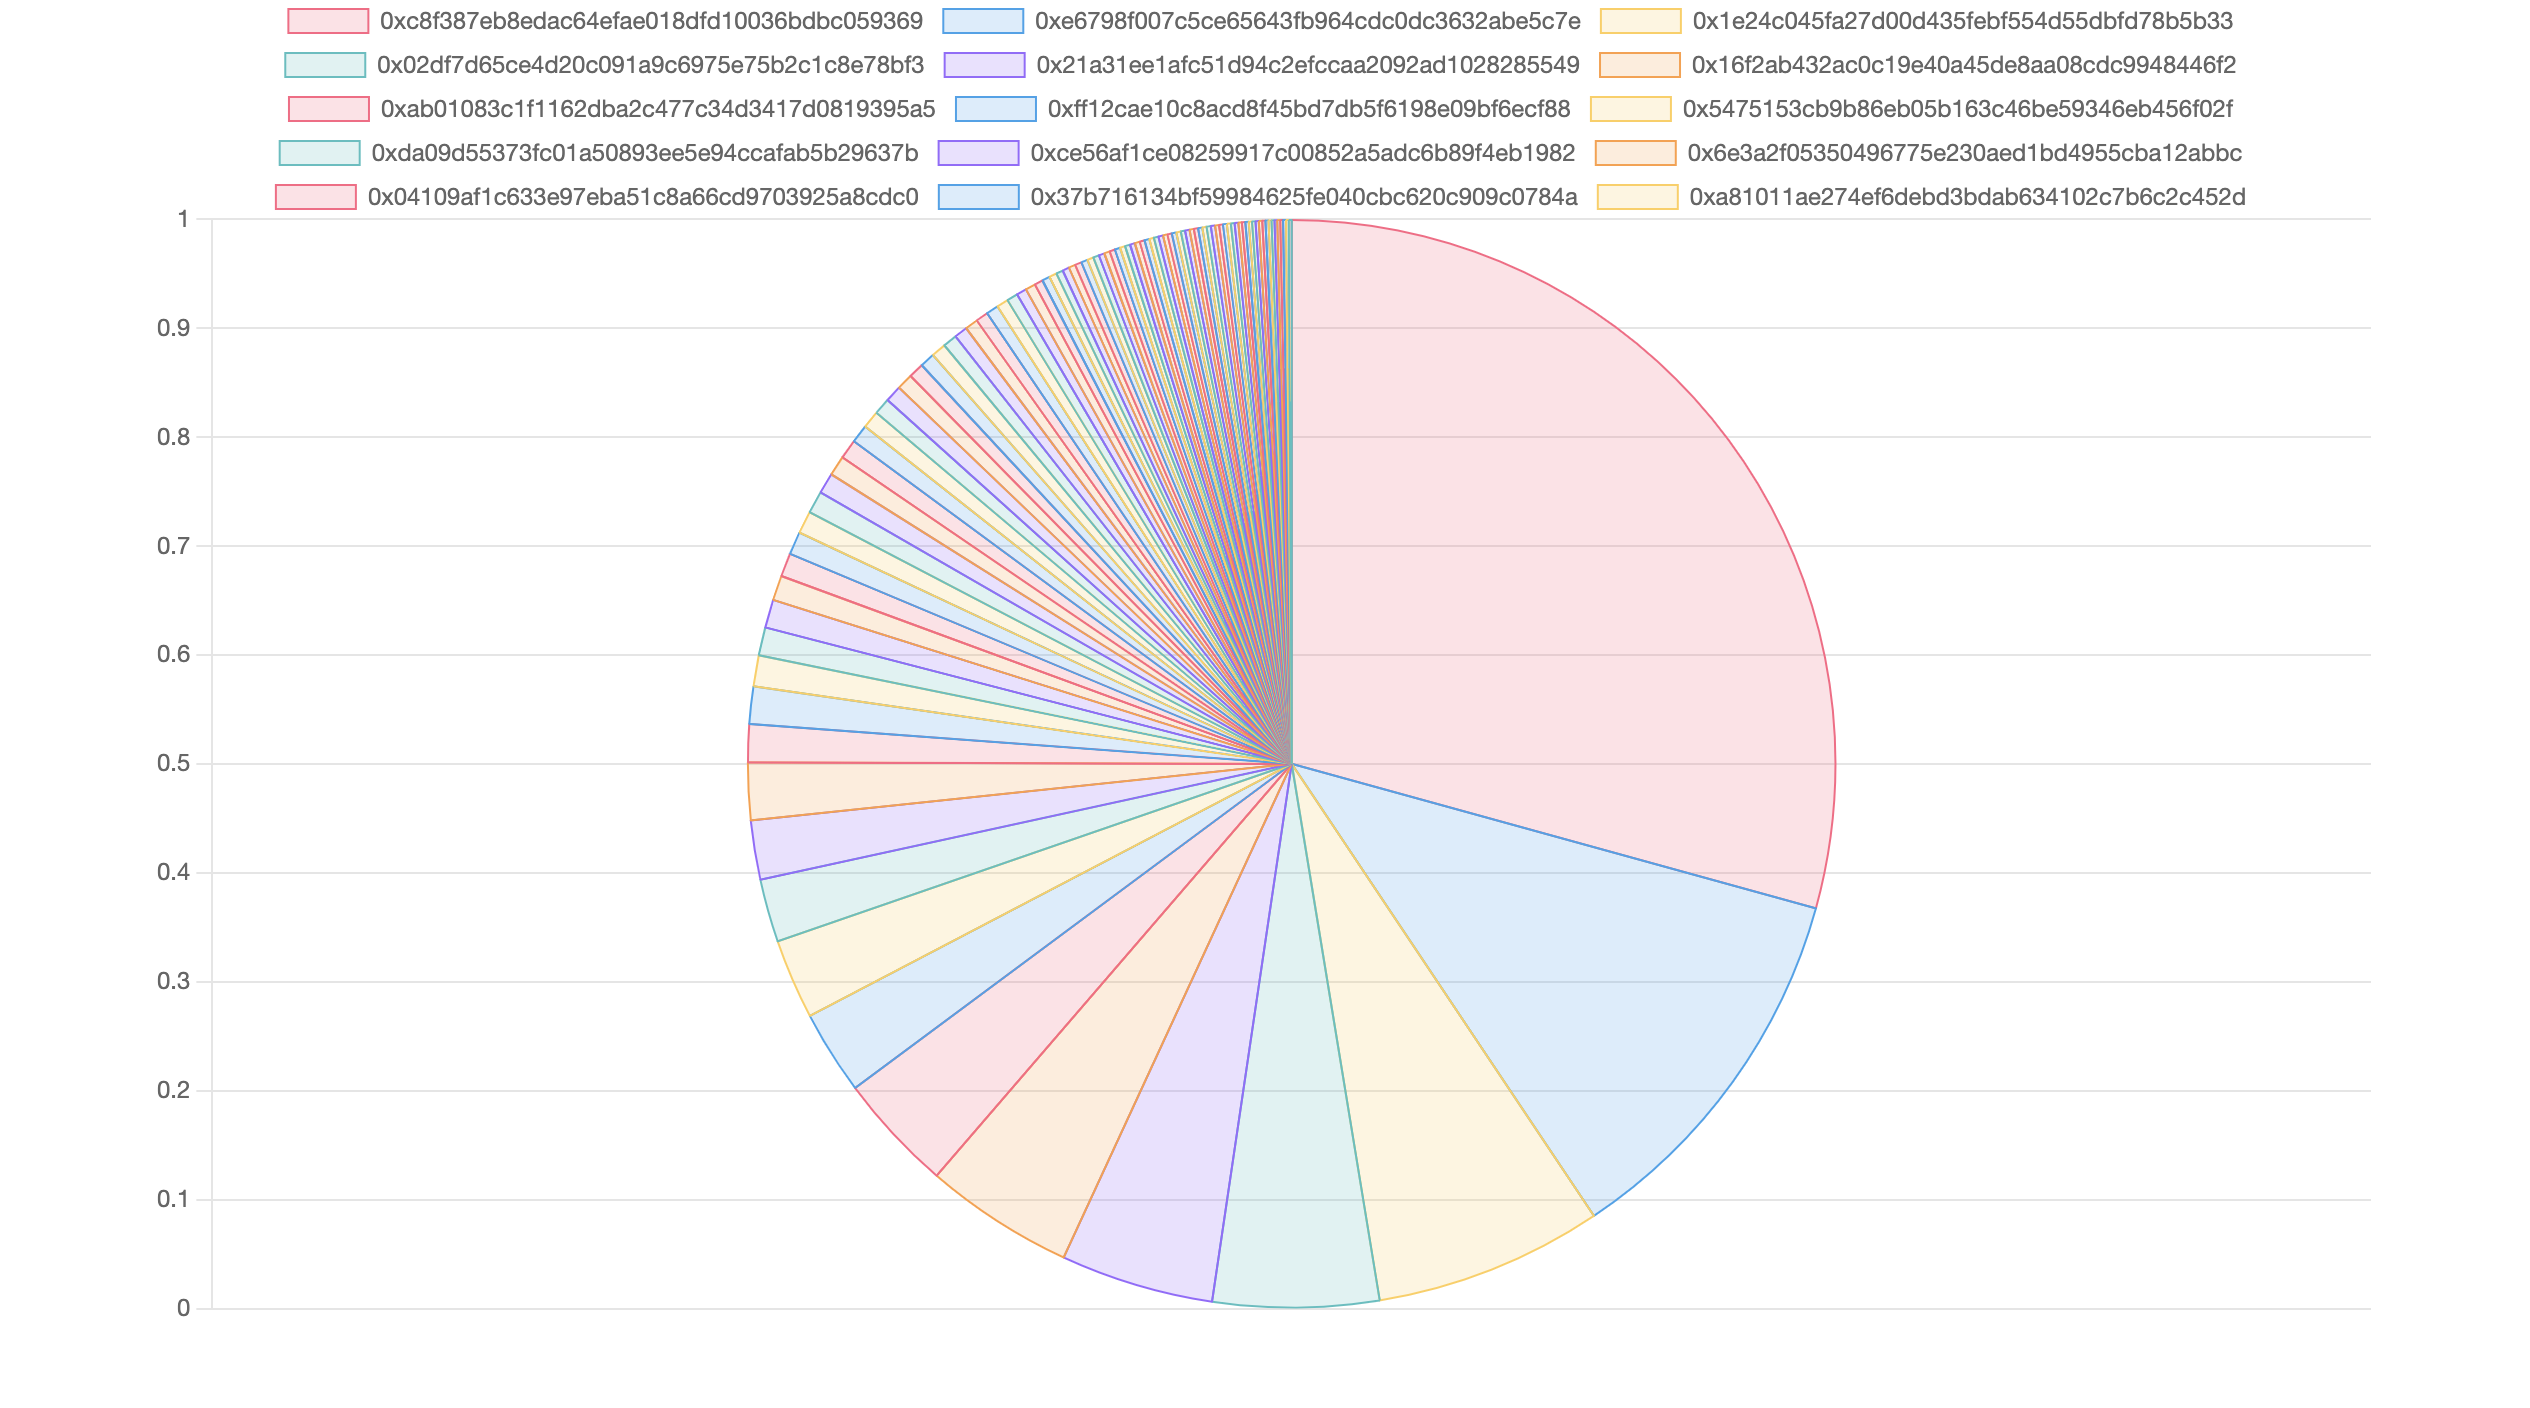 0xc8f387eb8edac64efae018dfd10036bdbc059369 0xe6798f007c5ce65643fb964cdc0dc3632abe5c7e 0x1e24c045fa27d00d435febf554d55dbfd78b5b33
0x02df7d65ce4d20c091a9c6975e75b2c1c8e78bf3 0x21a31ee1afc51d94c2efccaa2092ad1028285549 0x16f2ab432ac0c19e40a45de8aa08cdc9948446f2
0xab01083c1f1162dba2c477c34d3417d0819395a5 0xff12cae10c8acd8f45bd7db5f6198e09bf6ecf88 0x5475153cb9b86eb05b163c46be59346eb456f02f
0xda09d55373fc01a50893ee5e94ccafab5b29637b 0xce56af1ce08259917c00852a5adc6b89f4eb1982 0x6e3a2f05350496775e230aed1bd4955cba12abbc
0x04109af1c633e97eba51c8a66cd9703925a8cdc0 0x37b716134bf59984625fe040cbc620c909c0784a 0xa81011ae274ef6debd3bdab634102c7b6c2c452d
1
0.9
0.8
0.7
0.6
0.5
0.4
0.3
0.2
0.1
0